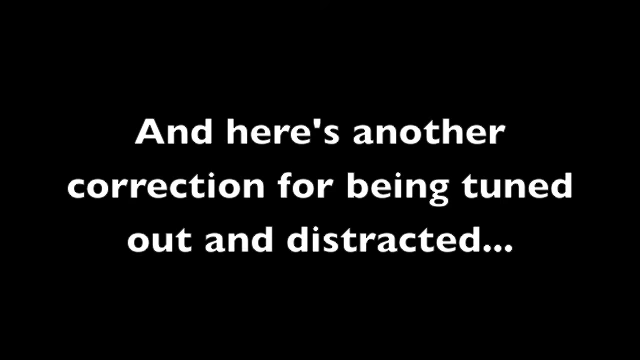 And here's another
correction for being tuned
out and distracted...